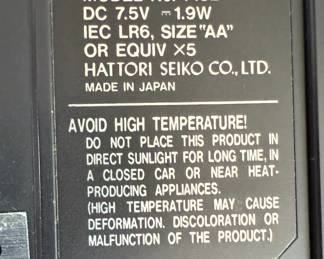 DC 7.5V ⎓ 1.9W
IEC LR6, SIZE "AA"
OR EQUIV ×5
HATTORI SEIKO CO., LTD.
MADE IN JAPAN
AVOID HIGH TEMPERATURE!
DO NOT PLACE THIS PRODUCT IN
DIRECT SUNLIGHT FOR LONG TIME, IN
A CLOSED CAR OR NEAR HEAT-
PRODUCING APPLIANCES.
(HIGH TEMPERATURE MAY CAUSE
DEFORMATION. DISCOLORATION OR
MALFUNCTION OF THE PRODUCT.)